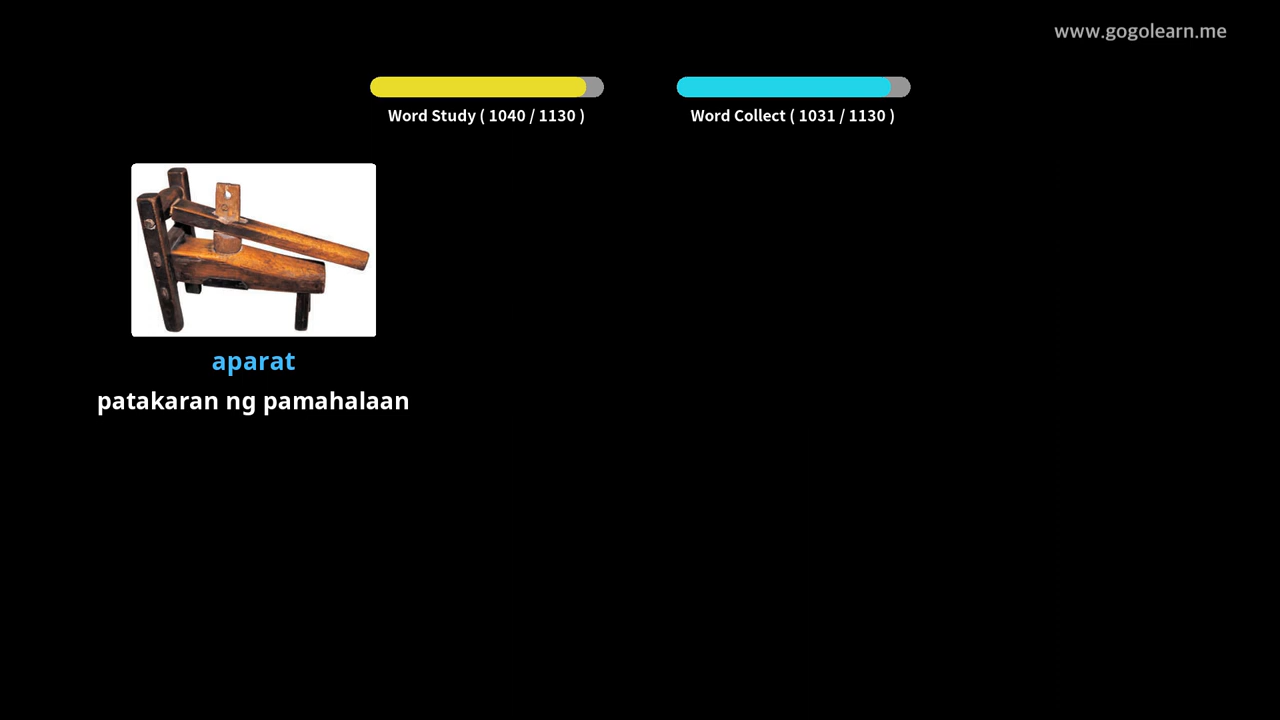 www.gogolearn.me
Word Study ( 1040 / 1130 )
Word Collect ( 1031 / 1130 )
aparat
patakaran ng pamahalaan